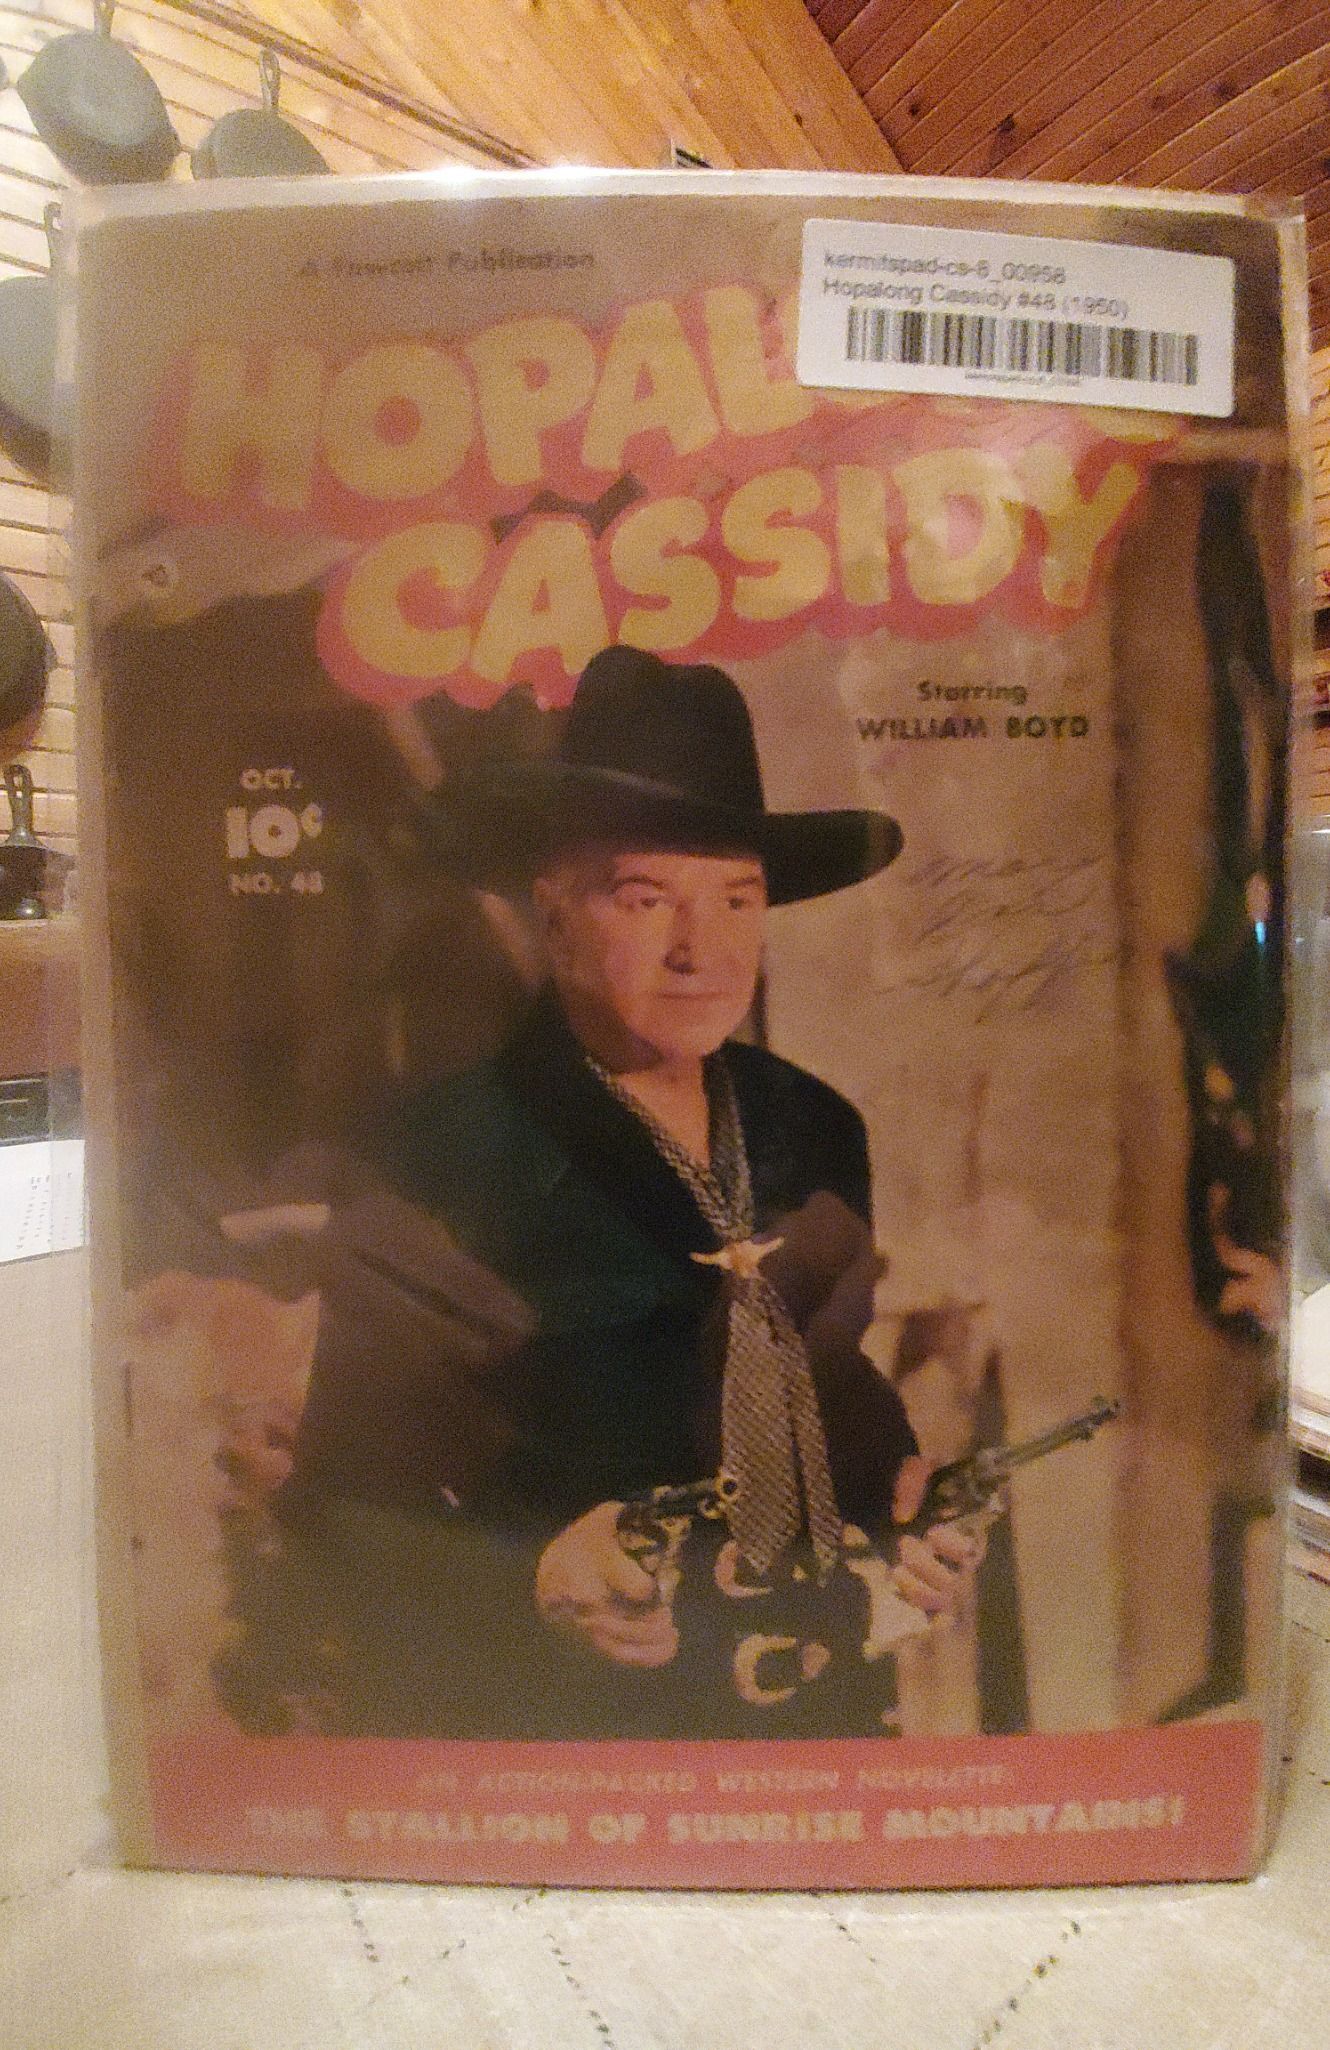 A Fawcett Publication
kermitspad-cs-8_00958
Hopalong Cassidy #48 (1950)
HOPAL
CASSIDY
Starring
WILLIAM BOYD
OCT.
10¢
NO. 48
AN ACTION-PACKED WESTERN NOVELETTE:
THE STALLION OF SUNRISE MOUNTAINS!